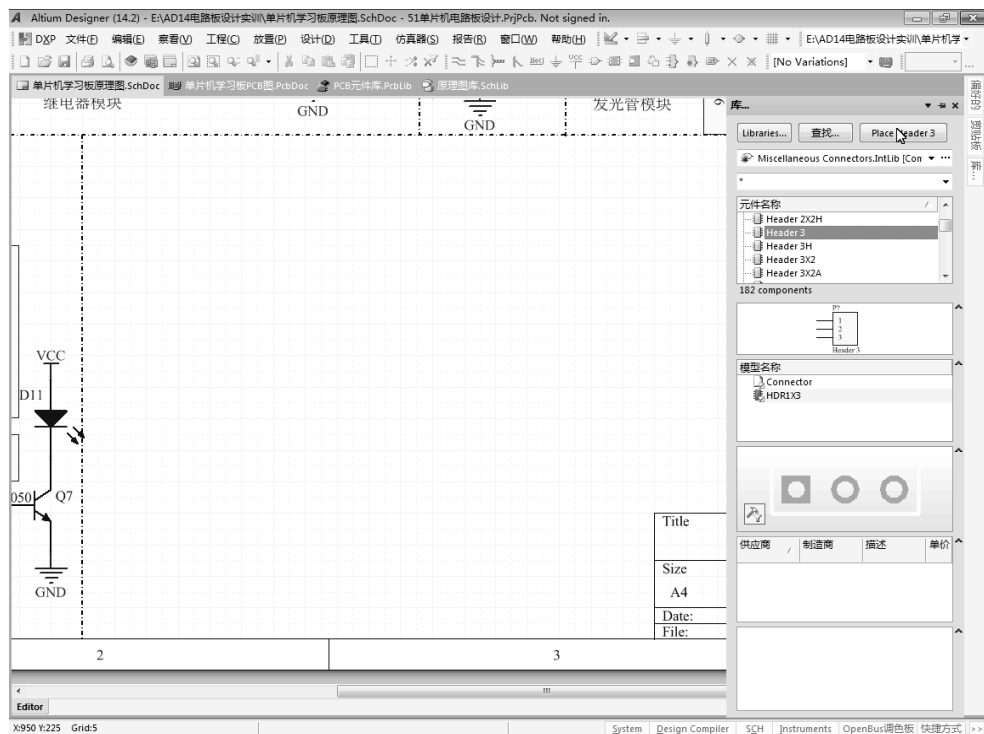 Altium Designer (14.2) - E:\AD14电路板设计实训\单片机学习板原理图.SchDoc - 51单片机电路板设计.PrjPcb. Not signed in.
DXP 文件(F) 编辑(E) 察看(V) 工程(C) 放置(P) 设计(D) 工具(T) 仿真器(S) 报告(R) 窗口(W) 帮助(H) E:\AD14电路板设计实训\单片机学
[No Variations]
单片机学习板原理图.SchDoc 单片机学习板PCB图.PcbDoc PCB元件库.PcbLib 原理图库.SchLib
继电器模块
GND
GND
发光管模块
库...
Libraries... 查找... Place Header 3
Miscellaneous Connectors.IntLib [Con
*
元件名称
Header 2X2H
Header 3
Header 3H
Header 3X2
Header 3X2A
182 components
P?
1
2
3
Header 3
模型名称
Connector
HDR1X3
供应商 制造商 描述 单价
VCC
D11
050 Q7
GND
Title
Size
A4
Date:
File:
2 3
Editor
X:950 Y:225 Grid:5
System Design Compiler SCH Instruments OpenBus调色板 快捷方式 >>